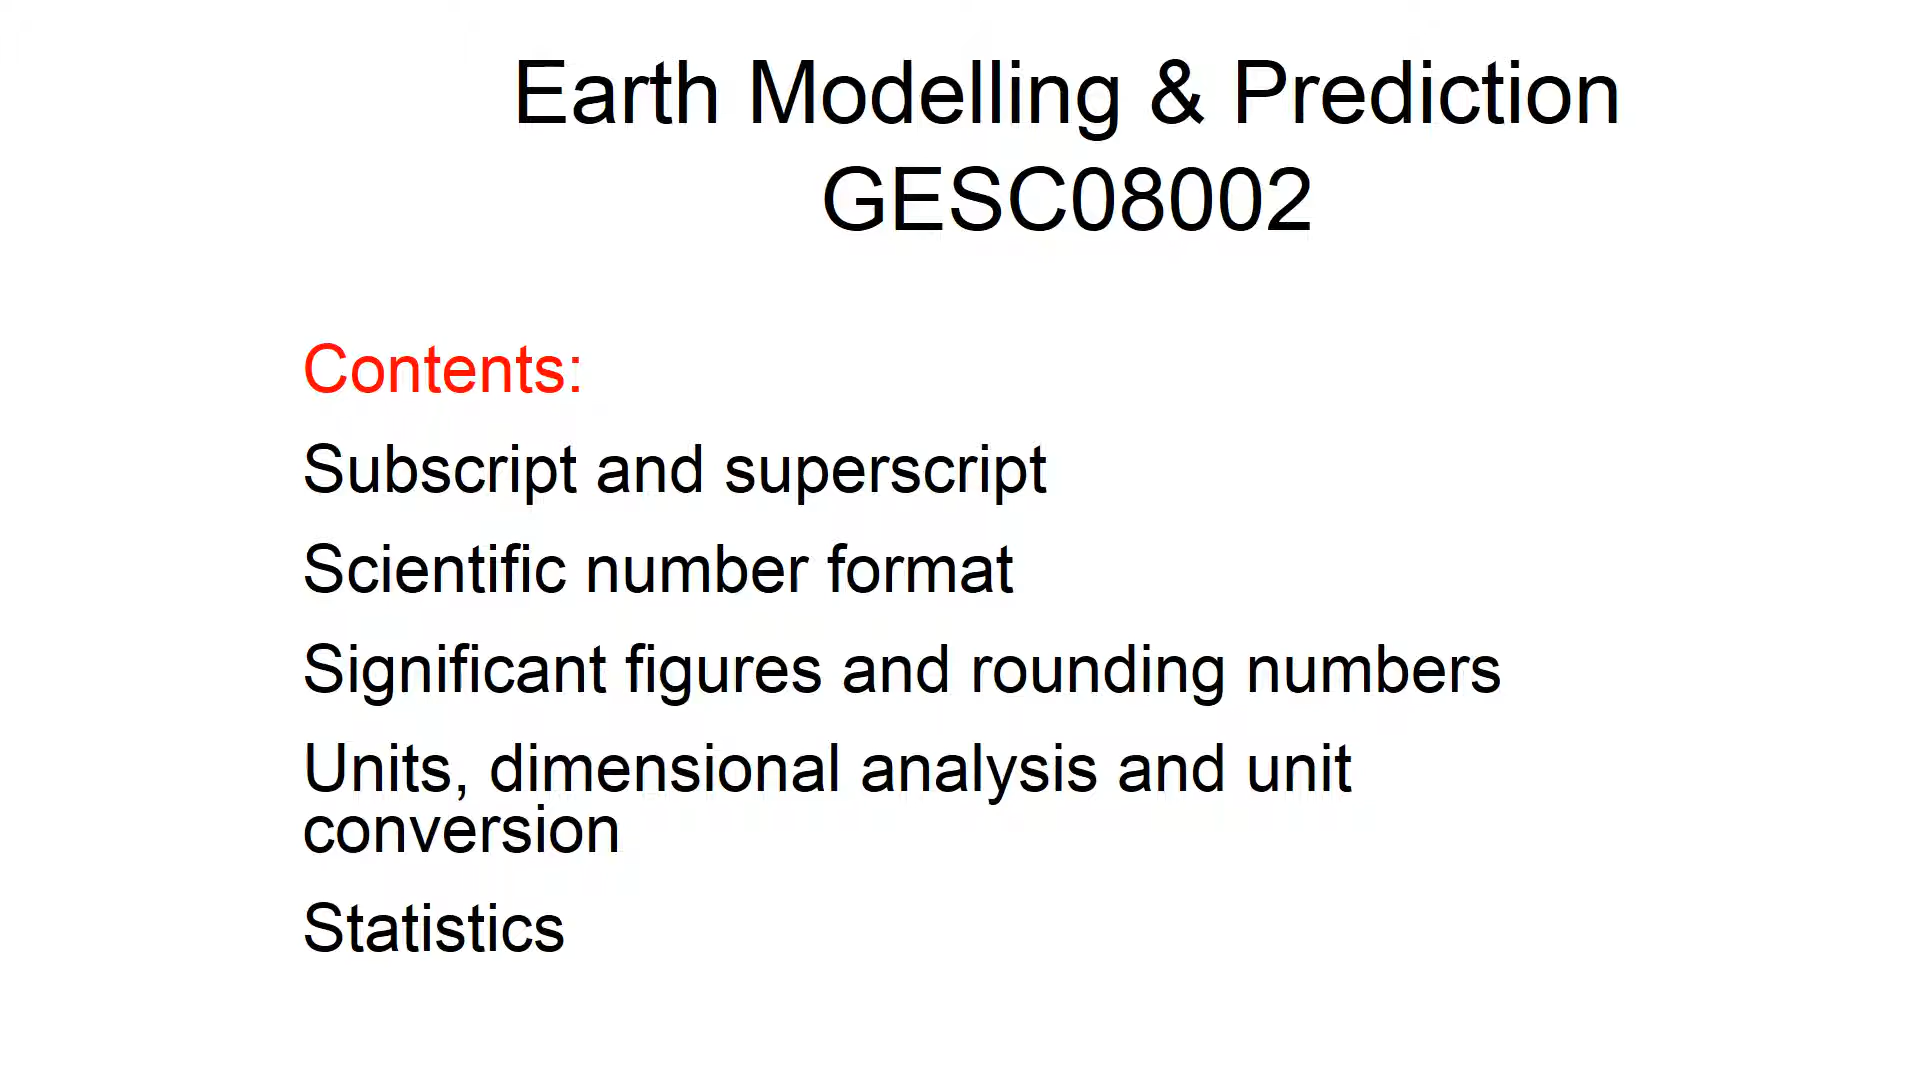 Earth Modelling & Prediction
GESC08002
Contents:
Subscript and superscript
Scientific number format
Significant figures and rounding numbers
Units, dimensional analysis and unit
conversion
Statistics